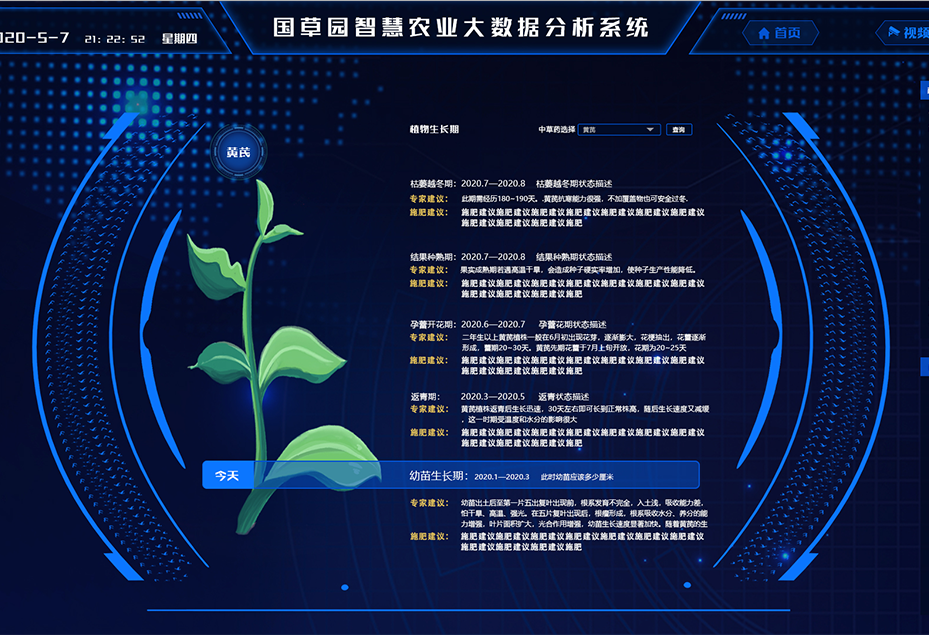 国草园智慧农业大数据分析系统
020-5-7 21: 22: 52 星期四
首页
视频
植物生长期
中草药选择 黄芪 查询
黄芪
枯萎越冬期: 2020.7—2020.8 枯萎越冬期状态描述
专家建议: 此期需经历180~190天。.黄芪抗寒能力很强，不加覆盖物也可安全过冬.
施肥建议: 施肥建议施肥建议施肥建议施肥建议施肥建议施肥建议施肥建议
施肥建议施肥建议施肥建议施肥
结果种熟期: 2020.7—2020.8 结果种熟期状态描述
专家建议: 果实成熟期若遇高温干旱，会造成种子硬实率增加，使种子生产性能降低。
施肥建议: 施肥建议施肥建议施肥建议施肥建议施肥建议施肥建议施肥建议
施肥建议施肥建议施肥建议施肥
孕蕾开花期: 2020.6—2020.7 孕蕾花期状态描述
专家建议: 二年生以上黄芪植株一般在6月初出现花芽，逐渐膨大，花梗抽出，花蕾逐渐
形成，蕾期20~30天。黄芪先期花蕾于7月上旬开放，花期为20~25天
施肥建议: 施肥建议施肥建议施肥建议施肥建议施肥建议施肥建议施肥建议
施肥建议施肥建议施肥建议施肥
返青期: 2020.3—2020.5 返青状态描述
专家建议: 黄芪植株返青后生长迅速，30天左右即可长到正常株高，随后生长速度又减缓
，这一时期受温度和水分的影响很大
施肥建议: 施肥建议施肥建议施肥建议施肥建议施肥建议施肥建议施肥建议
施肥建议施肥建议施肥建议施肥
今天 幼苗生长期: 2020.1—2020.3 此时幼苗应该多少厘米
专家建议: 幼苗出土后至第一片五出复叶出现前，根系发育不完全，入土浅，吸收能力差，
怕干旱、高温、强光。在五片复叶出现后，根瘤形成，根系吸收水分、养分的能
力增强，叶片面积扩大，光合作用增强，幼苗生长速度显著加快。随着黄芪的生
施肥建议: 施肥建议施肥建议施肥建议施肥建议施肥建议施肥建议施肥建议
施肥建议施肥建议施肥建议施肥